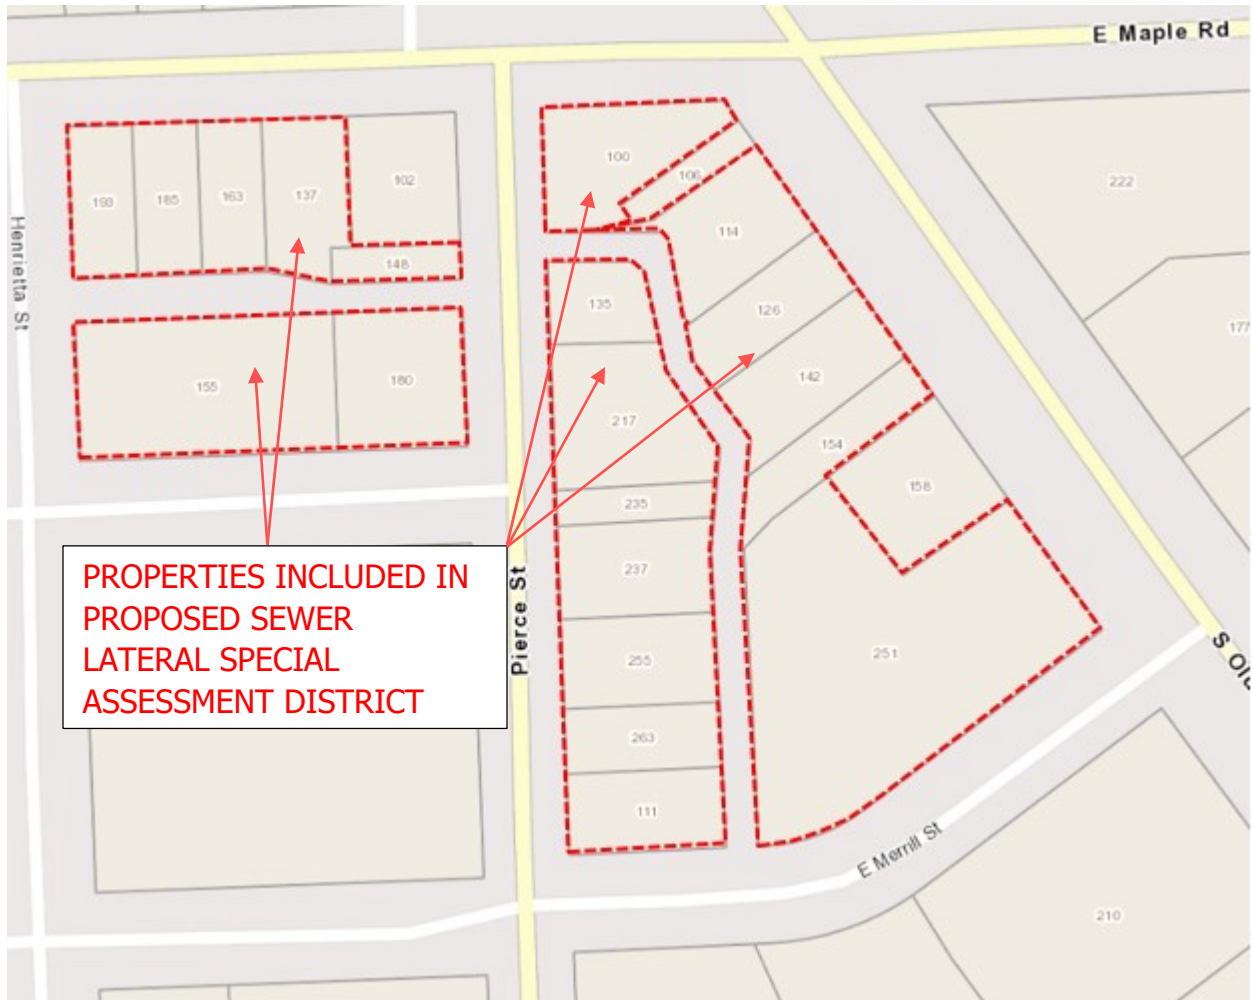 E Maple Rd
100
106
222
102
193
185
163
137
114
148
Henrietta St
135
126
177
142
155
180
217
154
158
235
PROPERTIES INCLUDED IN
PROPOSED SEWER
LATERAL SPECIAL
ASSESSMENT DISTRICT
Pierce St
237
255
251
S Old
263
111
E Merrill St
210